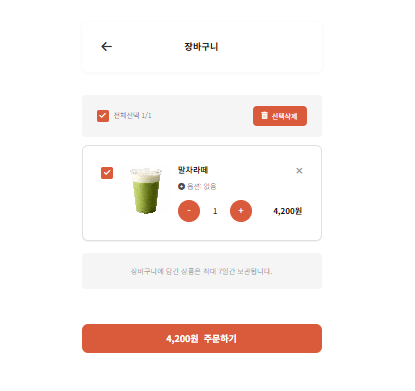 장바구니
전체선택 1/1
선택삭제
말차라떼
옵션: 없음
- 1 +
4,200원
장바구니에 담긴 상품은 최대 7일간 보관됩니다.
4,200원 주문하기